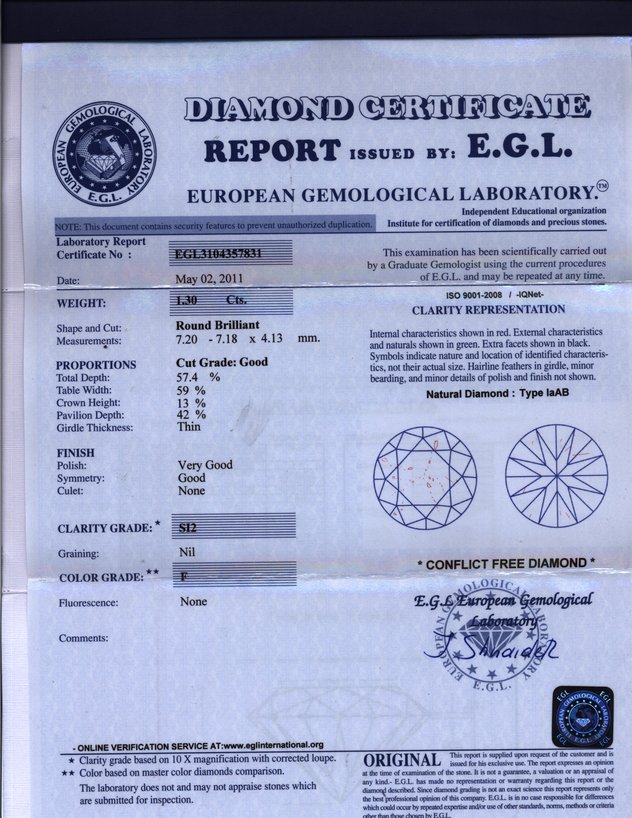 DIAMOND CERTIFICATE
REPORT ISSUED BY: E.G.L.
EUROPEAN GEMOLOGICAL LABORATORY.™
EUROPEAN GEMOLOGICAL LABORATORY
E.G.L.
Independent Educational organization
Institute for certification of diamonds and precious stones.
NOTE: This document contains security features to prevent unauthorized duplication.
Laboratory Report
Certificate No : EGL3104357831
Date: May 02, 2011
WEIGHT: 1.30 Cts.
Shape and Cut: Round Brilliant
Measurements: 7.20 - 7.18 x 4.13 mm.
PROPORTIONS Cut Grade: Good
Total Depth: 57.4 %
Table Width: 59 %
Crown Height: 13 %
Pavilion Depth: 42 %
Girdle Thickness: Thin
FINISH
Polish: Very Good
Symmetry: Good
Culet: None
CLARITY GRADE: * SI2
Graining: Nil
COLOR GRADE: ** F
Fluorescence: None
Comments:
- ONLINE VERIFICATION SERVICE AT:www.eglinternational.org
* Clarity grade based on 10 X magnification with corrected loupe.
** Color based on master color diamonds comparison.
The laboratory does not and may not appraise stones which
are submitted for inspection.
This examination has been scientifically carried out
by a Graduate Gemologist using the current procedures
of E.G.L. and may be repeated at any time.
ISO 9001-2008 / -IQNet-
CLARITY REPRESENTATION
Internal characteristics shown in red. External characteristics
and naturals shown in green. Extra facets shown in black.
Symbols indicate nature and location of identified characteris-
tics, not their actual size. Hairline feathers in girdle, minor
bearding, and minor details of polish and finish not shown.
Natural Diamond : Type IaAB
* CONFLICT FREE DIAMOND *
E.G.L European Gemological
Laboratory
EUROPEAN GEMOLOGICAL LABORATORY
E.G.L.
EGL
ORIGINAL This report is supplied upon request of the customer and is
issued for his exclusive use. The report expresses an opinion
at the time of examination of the stone. It is not a guarantee, a valuation or an appraisal of
any kind.- E.G.L. has made no representation or warranty regarding this report or the
diamond described. Since diamond grading is not an exact science this report represents only
the best professional opinion of this company. E.G.L. is in no case responsible for differences
which could occur by repeated expertise and/or use of other standards, norms, methods or criteria
other than those chosen by E.G.L.